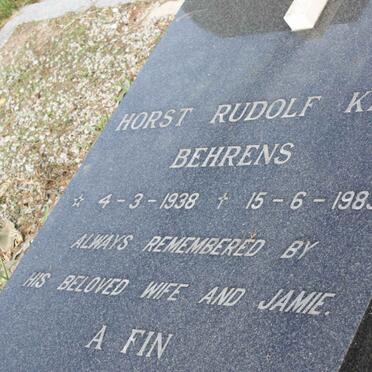 HORST RUDOLF
BEHRENS
☆ 4-3-1938 † 15-6-198
ALWAYS REMEMBERED BY
HIS BELOVED WIFE AND JAMIE.
A FIN